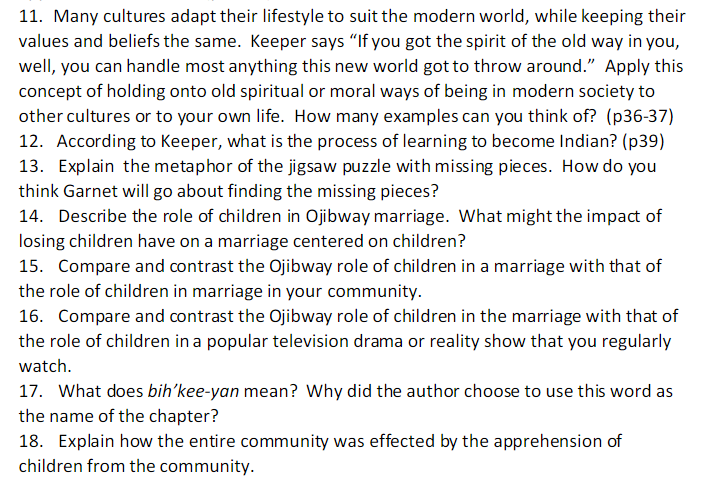 11. Many cultures adapt their lifestyle to suit the modern world, while keeping their
values and beliefs the same. Keeper says “If you got the spirit of the old way in you,
well, you can handle most anything this new world got to throw around.” Apply this
concept of holding onto old spiritual or moral ways of being in modern society to
other cultures or to your own life. How many examples can you think of? (p36-37)
12. According to Keeper, what is the process of learning to become Indian? (p39)
13. Explain the metaphor of the jigsaw puzzle with missing pieces. How do you
think Garnet will go about finding the missing pieces?
14. Describe the role of children in Ojibway marriage. What might the impact of
losing children have on a marriage centered on children?
15. Compare and contrast the Ojibway role of children in a marriage with that of
the role of children in marriage in your community.
16. Compare and contrast the Ojibway role of children in the marriage with that of
the role of children in a popular television drama or reality show that you regularly
watch.
17. What does bih’kee-yan mean? Why did the author choose to use this word as
the name of the chapter?
18. Explain how the entire community was effected by the apprehension of
children from the community.